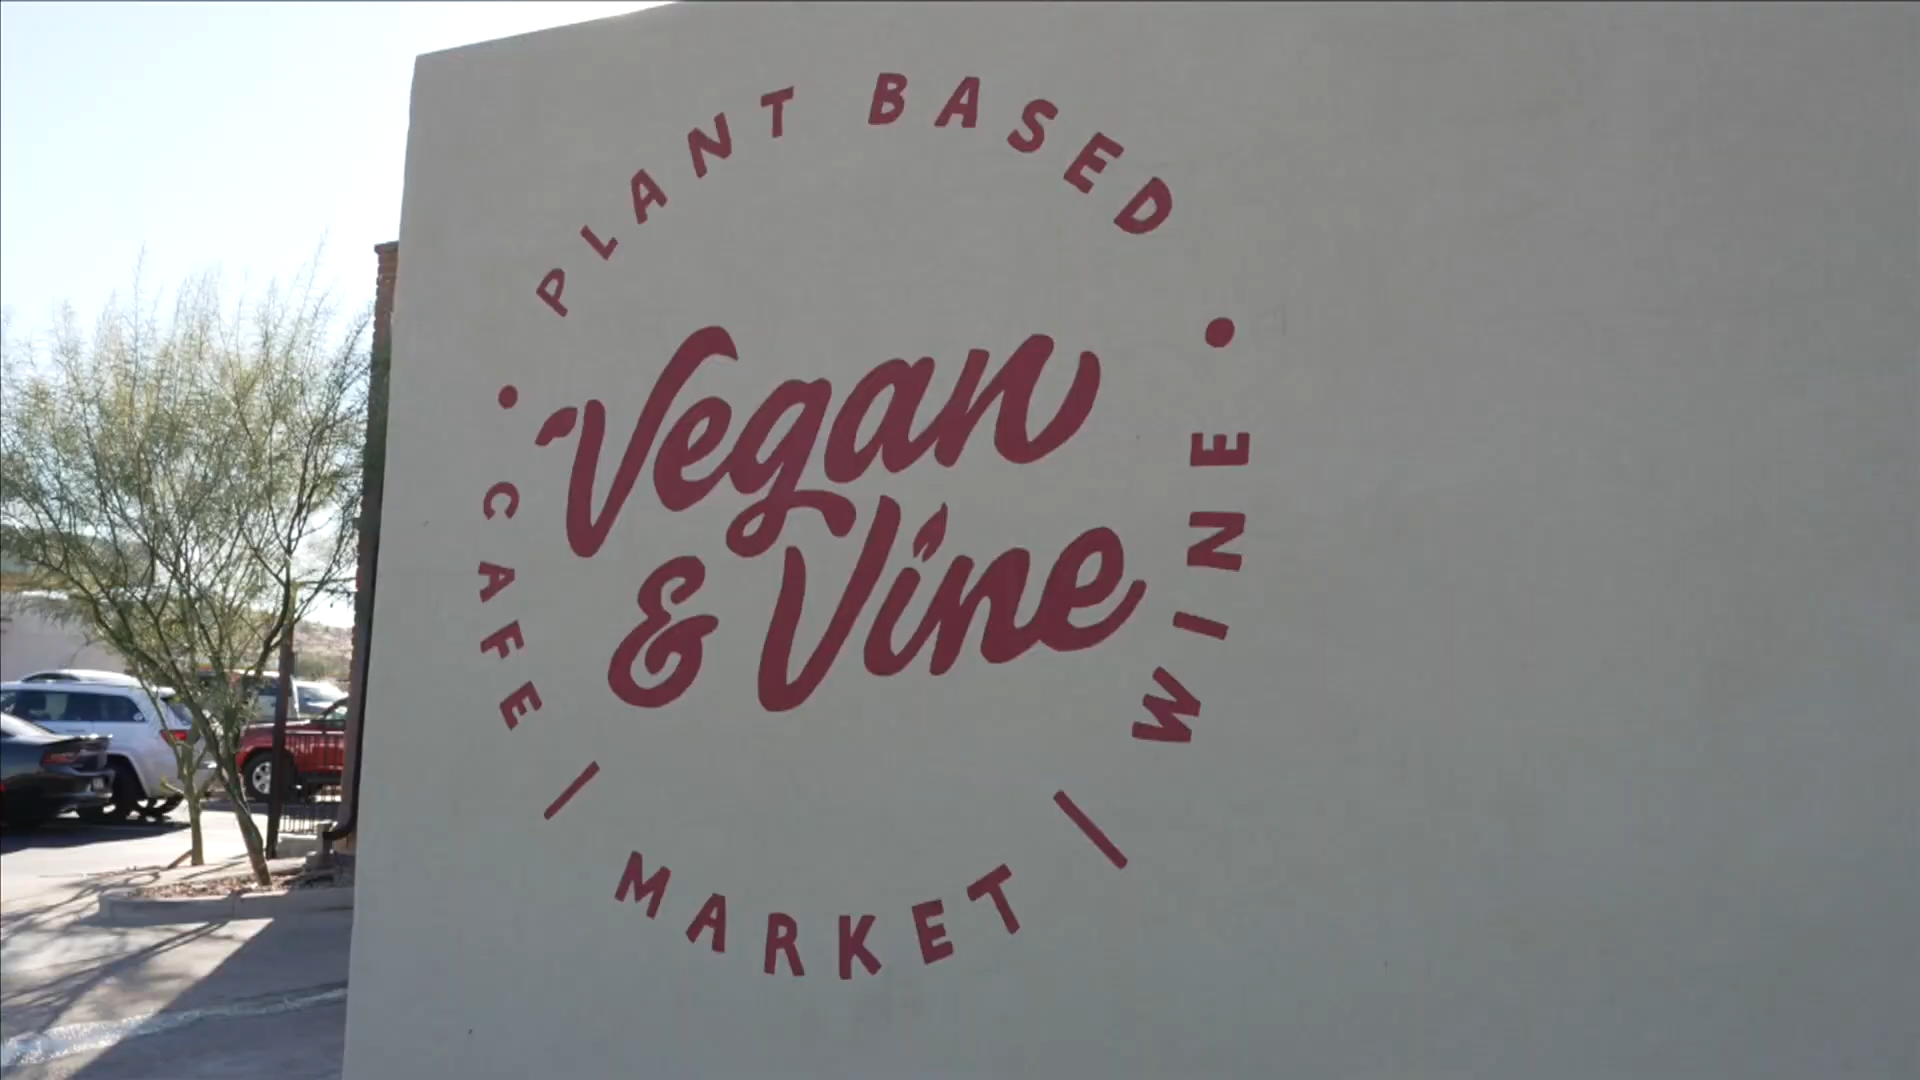 PLANT BASED
Vegan
& Vine
CAFE | MARKET | WINE